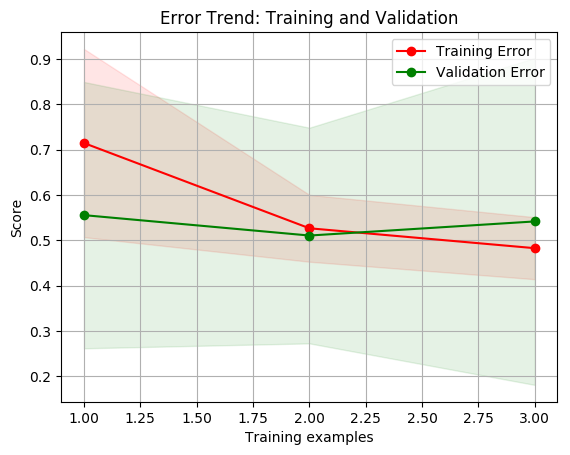 Error Trend: Training and Validation
Training Error
Validation Error
Score
0.9
0.8
0.7
0.6
0.5
0.4
0.3
0.2
1.00 1.25 1.50 1.75 2.00 2.25 2.50 2.75 3.00
Training examples